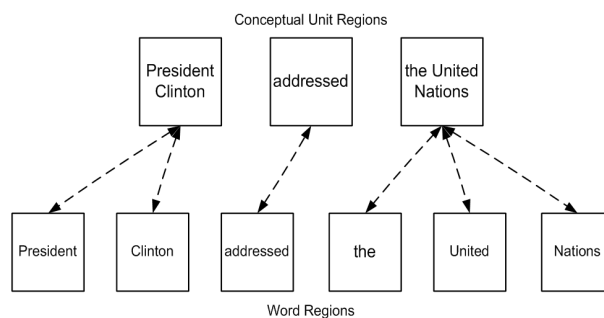 Conceptual Unit Regions
President
Clinton
addressed
the United
Nations
President
Clinton
addressed
the
United
Nations
Word Regions